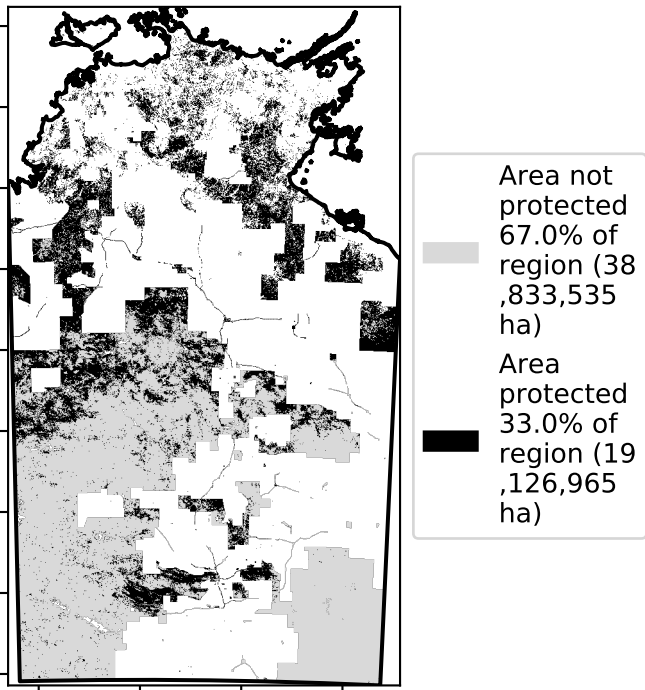 Area not
protected
67.0% of
region (38
,833,535
ha)
Area
protected
33.0% of
region (19
,126,965
ha)